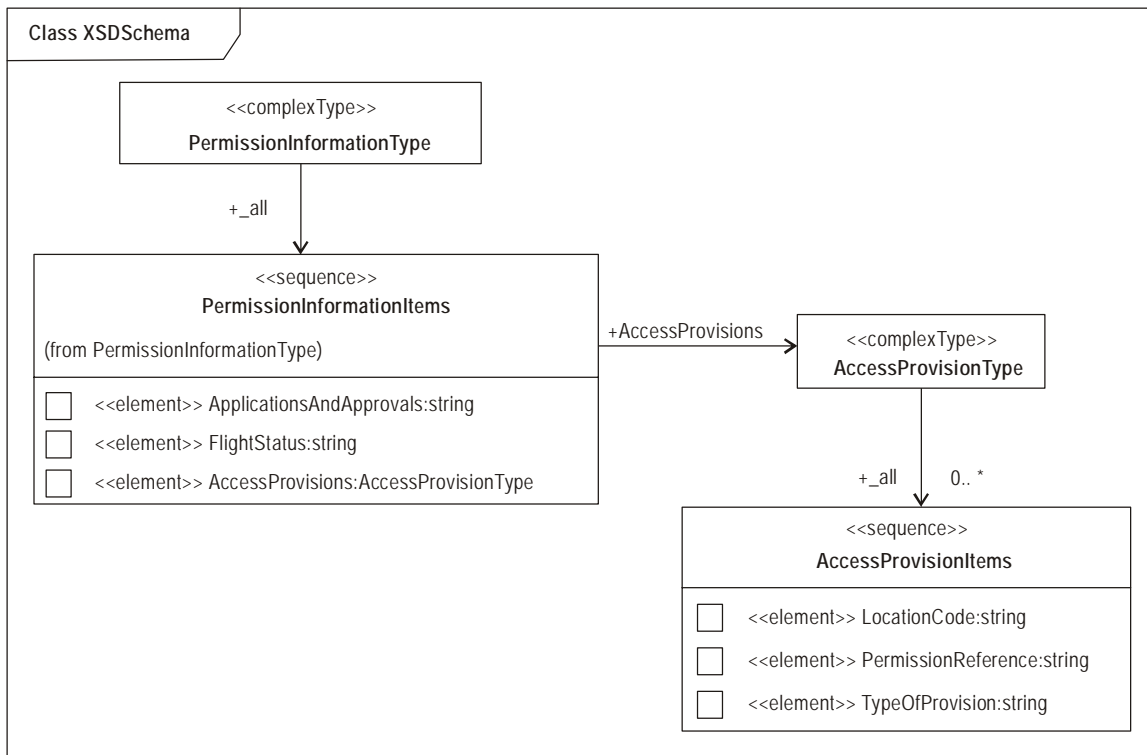 Class XSDSchema
<<complexType>>
PermissionInformationType
+_all
<<sequence>>
PermissionInformationItems
(from PermissionInformationType)
<<element>> ApplicationsAndApprovals:string
<<element>> FlightStatus:string
<<element>> AccessProvisions:AccessProvisionType
+AccessProvisions
<<complexType>>
AccessProvisionType
+_all 0.. *
<<sequence>>
AccessProvisionItems
<<element>> LocationCode:string
<<element>> PermissionReference:string
<<element>> TypeOfProvision:string